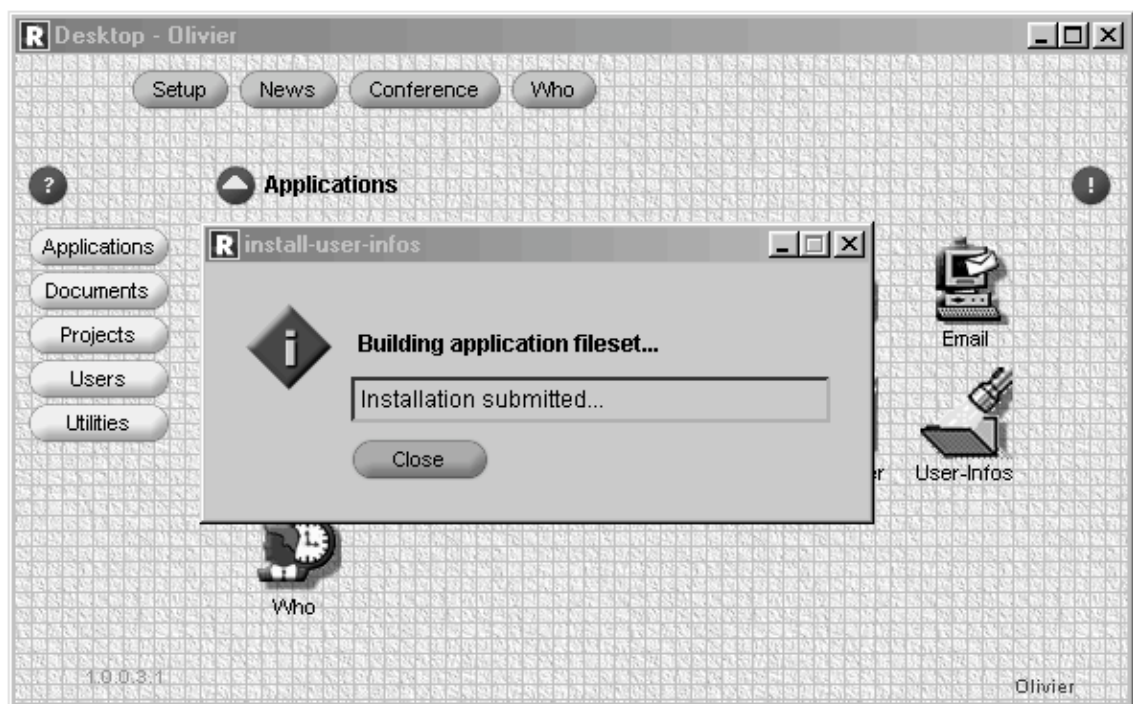 R Desktop - Olivier
Setup News Conference Who
? Applications !
Applications
Documents
Projects
Users
Utilities
R install-user-infos
i Building application fileset...
Installation submitted...
Close
Email
r User-Infos
Who
1.0.0.3.1
Olivier